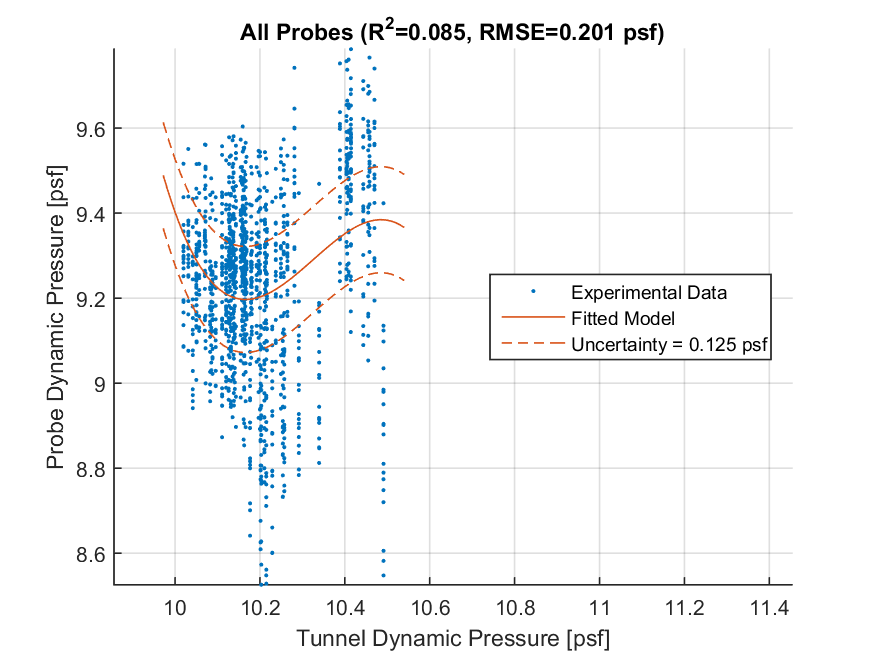 All Probes (R²=0.085, RMSE=0.201 psf)
9.6
9.4
9.2
9
8.8
8.6
Probe Dynamic Pressure [psf]
Experimental Data
Fitted Model
Uncertainty = 0.125 psf
10 10.2 10.4 10.6 10.8 11 11.2 11.4
Tunnel Dynamic Pressure [psf]